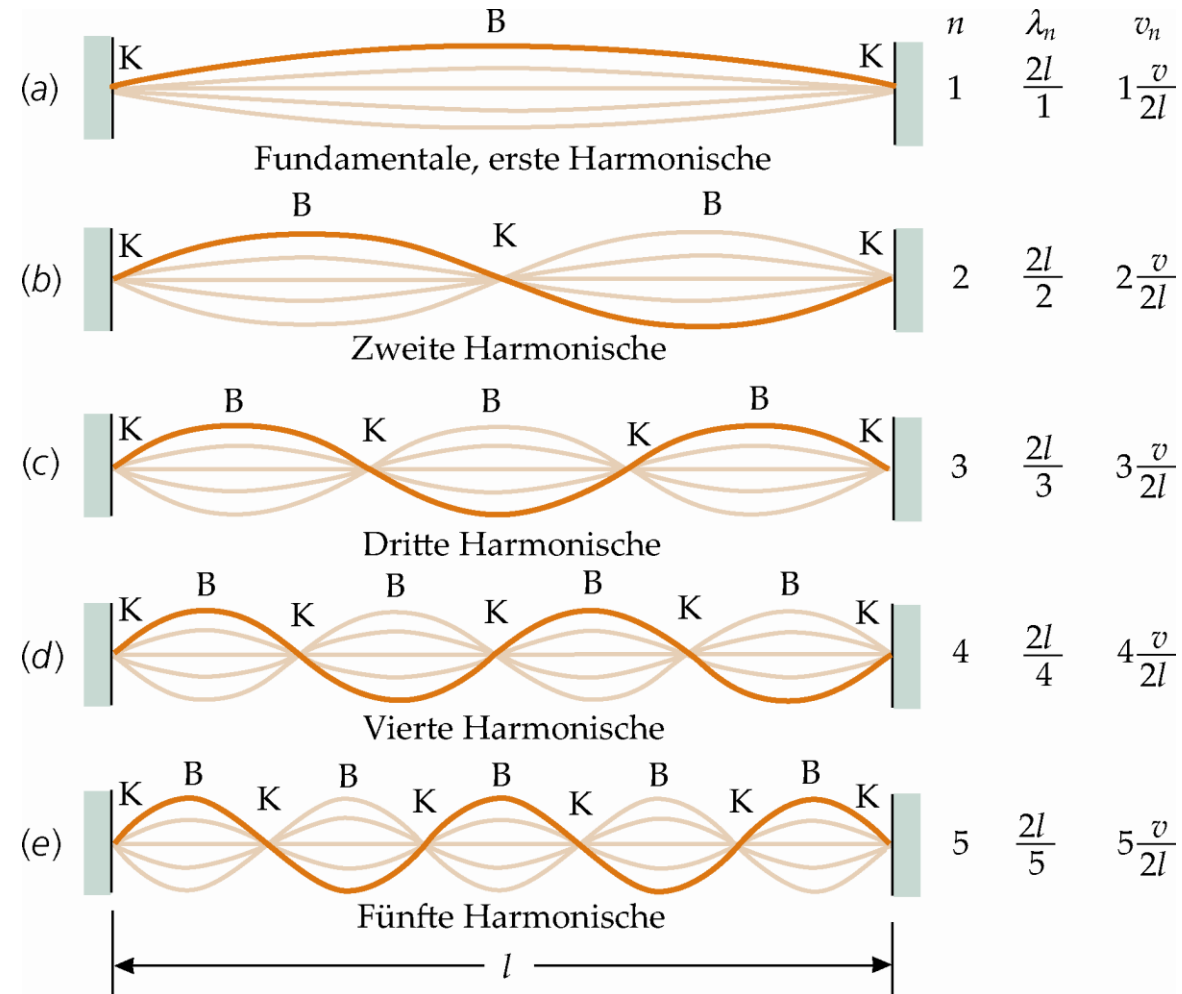 n λₙ νₙ
B
K K
(a) 1 2l/1 1 v/2l
Fundamentale, erste Harmonische
B B
K K K
(b) 2 2l/2 2 v/2l
Zweite Harmonische
B B B
K K K K
(c) 3 2l/3 3 v/2l
Dritte Harmonische
B B B B
K K K K K
(d) 4 2l/4 4 v/2l
Vierte Harmonische
B B B B B
K K K K K K
(e) 5 2l/5 5 v/2l
Fünfte Harmonische
l